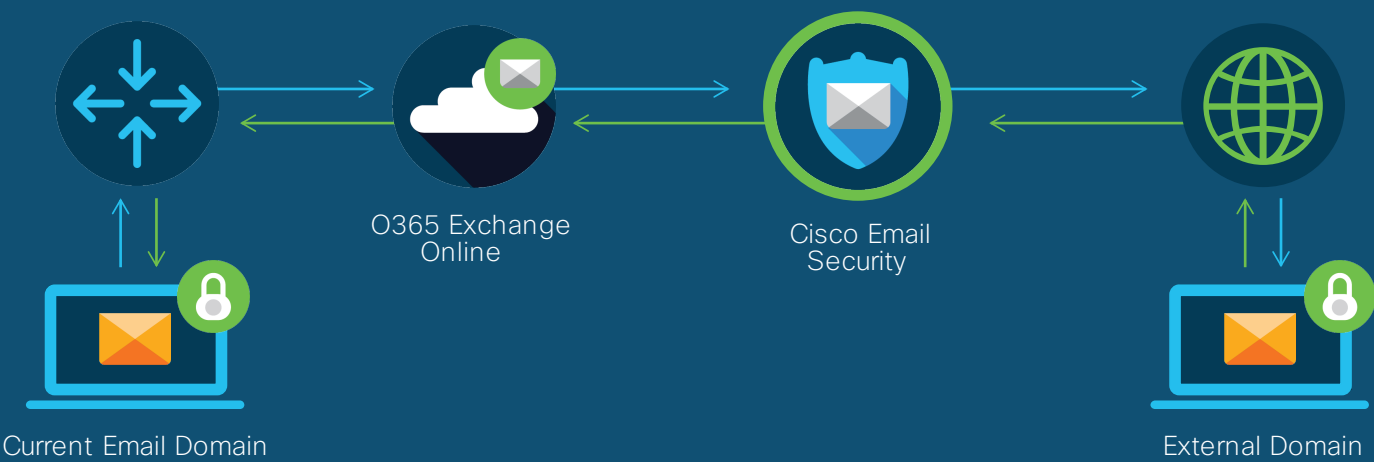 O365 Exchange
Online
Cisco Email
Security
Current Email Domain
External Domain